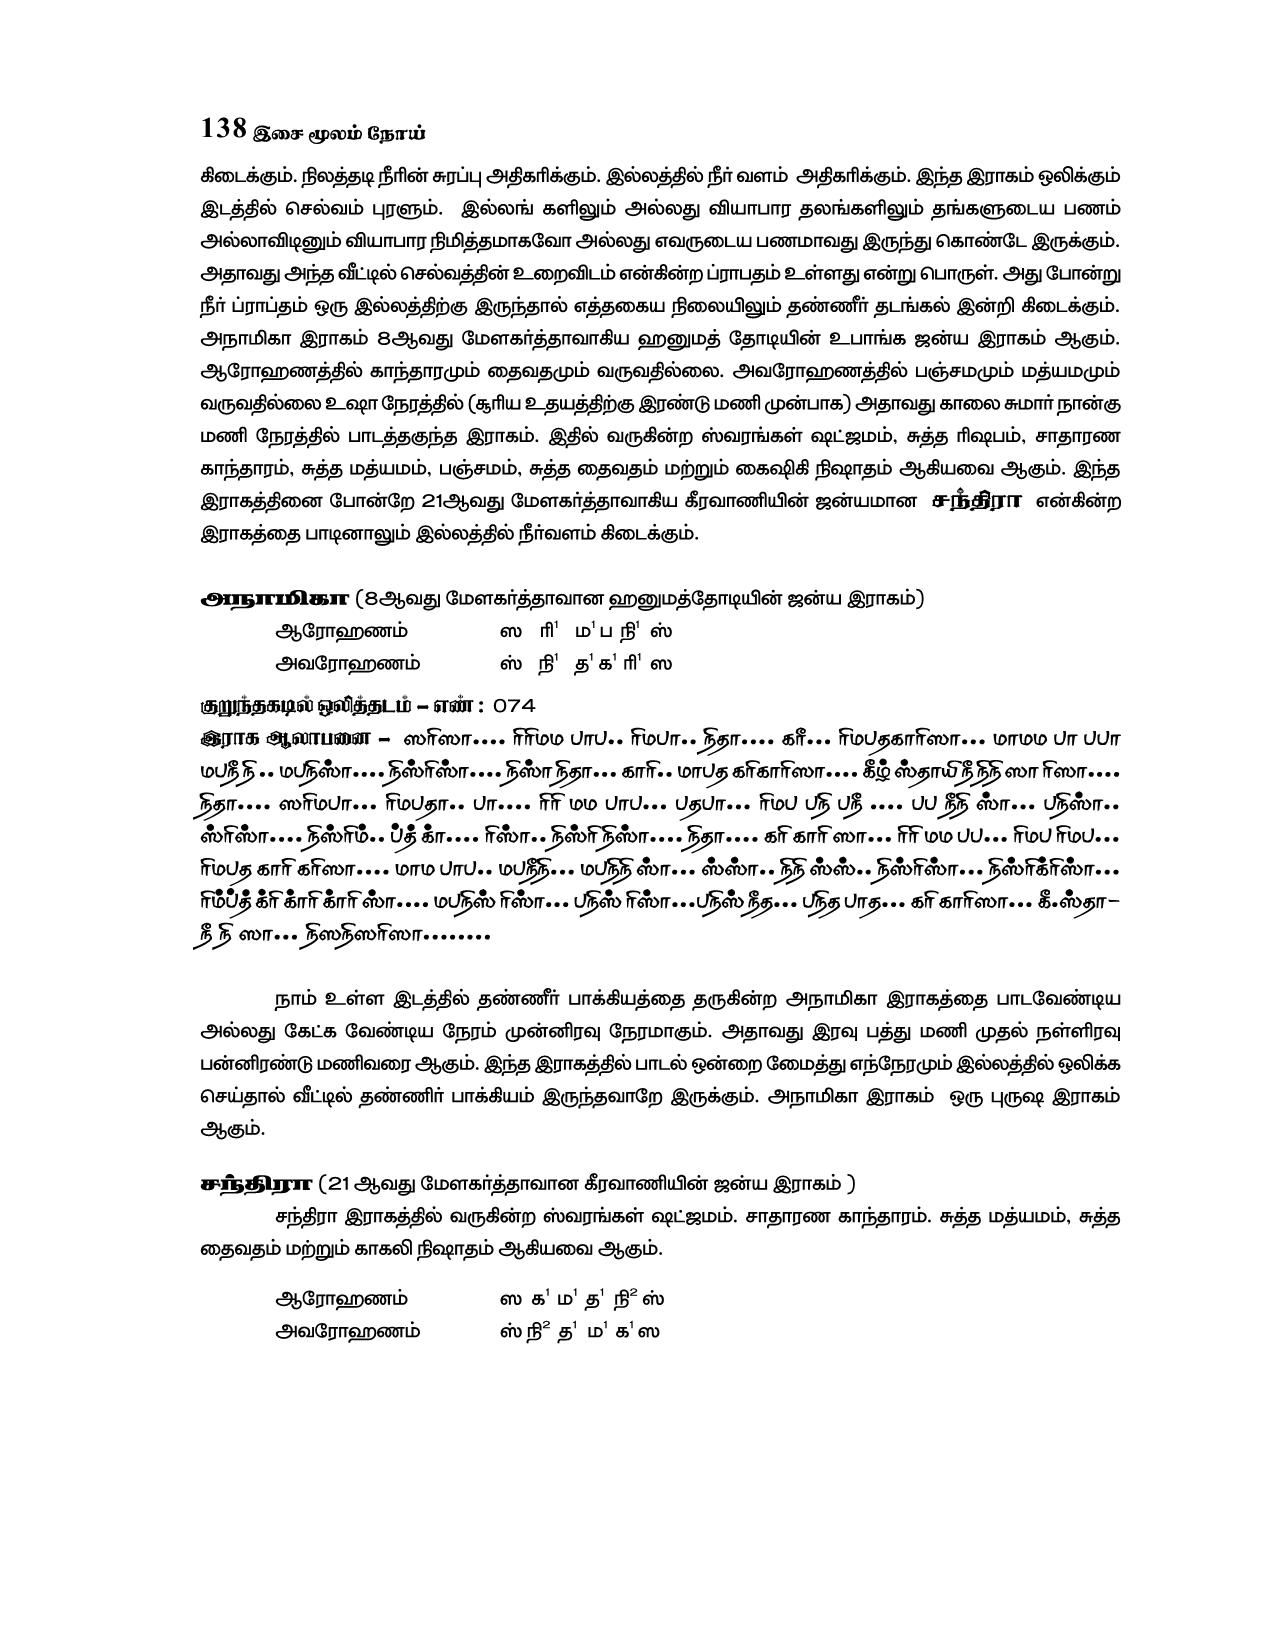 138 இசை மூலம் நோய்
கிடைக்கும். நிலத்தடி நீரின் சுரப்பு அதிகரிக்கும். இல்லத்தில் நீர் வளம் அதிகரிக்கும். இந்த இராகம் ஒலிக்கும்
இடத்தில் செல்வம் புரளும். இல்லங் களிலும் அல்லது வியாபார தலங்களிலும் தங்களுடைய பணம்
அல்லாவிடினும் வியாபார நிமித்தமாகவோ அல்லது எவருடைய பணமாவது இருந்து கொண்டே இருக்கும்.
அதாவது அந்த வீட்டில் செல்வத்தின் உறைவிடம் என்கின்ற ப்ராபதம் உள்ளது என்று பொருள். அது போன்று
நீர் ப்ராப்தம் ஒரு இல்லத்திற்கு இருந்தால் எத்தகைய நிலையிலும் தண்ணீர் தடங்கல் இன்றி கிடைக்கும்.
அநாமிகா இராகம் 8ஆவது மேளகர்த்தாவாகிய ஹனுமத் தோடியின் உபாங்க ஜன்ய இராகம் ஆகும்.
ஆரோஹணத்தில் காந்தாரமும் தைவதமும் வருவதில்லை. அவரோஹணத்தில் பஞ்சமமும் மத்யமமும்
வருவதில்லை உஷா நேரத்தில் (சூரிய உதயத்திற்கு இரண்டு மணி முன்பாக) அதாவது காலை சுமார் நான்கு
மணி நேரத்தில் பாடத்தகுந்த இராகம். இதில் வருகின்ற ஸ்வரங்கள் ஷட்ஜமம், சுத்த ரிஷபம், சாதாரண
காந்தாரம், சுத்த மத்யமம், பஞ்சமம், சுத்த தைவதம் மற்றும் கைஷிகி நிஷாதம் ஆகியவை ஆகும். இந்த
இராகத்தினை போன்றே 21ஆவது மேளகர்த்தாவாகிய கீரவாணியின் ஜன்யமான சந்திரா என்கின்ற
இராகத்தை பாடினாலும் இல்லத்தில் நீர்வளம் கிடைக்கும்.
அநாமிகா (8ஆவது மேளகர்த்தாவான ஹனுமத்தோடியின் ஜன்ய இராகம்)
ஆரோஹணம் ஸ ரி¹ ம¹ ப நி¹ ஸ்
அவரோஹணம் ஸ் நி¹ த¹ க¹ ரி¹ ஸ
குறுந்தகடில் ஒலித்தடம் – எண் : 074
இராக ஆலாபனை – ஸரிஸா.... ரிரிமம பாப.. ரிமபா.. நிதா.... கரீ... ரிமபதகாரிஸா... மாமம பா பபா
மபநீ நி .. மபநிஸ்ா.... நிஸ்ரிஸ்ா.... நிஸ்ா நிதா... காரி.. மாபத கரிகாரிஸா.... கீழ் ஸ்தாயி நீநிநி ஸா ரிஸா....
நிதா.... ஸரிமபா... ரிமபதா.. பா.... ரிரி மம பாப... பதபா... ரிமப பநி பநீ .... பப நீநி ஸ்ா... பநிஸ்ா..
நிதா.... கரி காரி ஸா... ரிரி மம பப... ரிமப ரிமப...
ரிமபத காரி கரிஸா.... மாம பாப.. மபநீநி... மபநிநி ஸ்ா... ஸ்ஸ்ா.. நிநி ஸ்ஸ்.. நிஸ்ரிஸ்ா...
நீ நி ஸா... நிஸநிஸரிஸா........
நாம் உள்ள இடத்தில் தண்ணீர் பாக்கியத்தை தருகின்ற அநாமிகா இராகத்தை பாடவேண்டிய
அல்லது கேட்க வேண்டிய நேரம் முன்னிரவு நேரமாகும். அதாவது இரவு பத்து மணி முதல் நள்ளிரவு
பன்னிரண்டு மணிவரை ஆகும். இந்த இராகத்தில் பாடல் ஒன்றை மைத்து எந்நேரமும் இல்லத்தில் ஒலிக்க
செய்தால் வீட்டில் தண்ணிர் பாக்கியம் இருந்தவாறே இருக்கும். அநாமிகா இராகம் ஒரு புருஷ இராகம்
ஆகும்.
சந்திரா (21 ஆவது மேளகர்த்தாவான கீரவாணியின் ஜன்ய இராகம் )
சந்திரா இராகத்தில் வருகின்ற ஸ்வரங்கள் ஷட்ஜமம். சாதாரண காந்தாரம். சுத்த மத்யமம், சுத்த
தைவதம் மற்றும் காகலி நிஷாதம் ஆகியவை ஆகும்.
ஆரோஹணம் ஸ க¹ ம¹ த¹ நி² ஸ்
அவரோஹணம் ஸ் நி² த¹ ம¹ க¹ ஸ